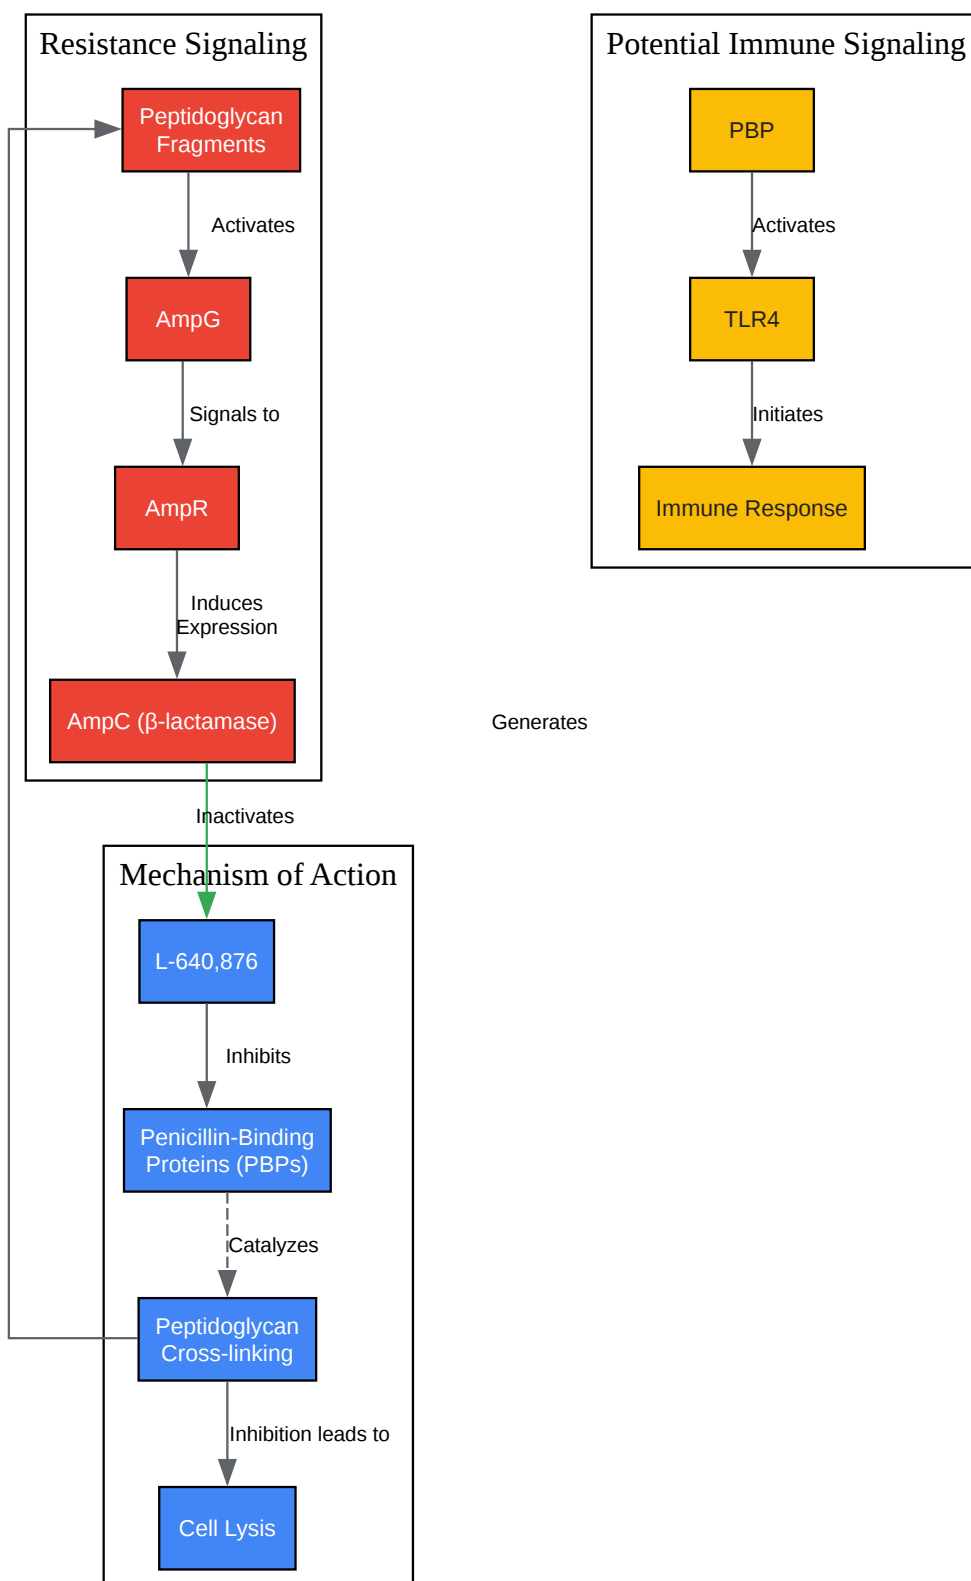 Resistance Signaling
Peptidoglycan
Fragments
Activates
AmpG
Signals to
AmpR
Induces
Expression
AmpC (β-lactamase)
Potential Immune Signaling
PBP
Activates
TLR4
Initiates
Immune Response
Generates
Inactivates
Mechanism of Action
L-640,876
Inhibits
Penicillin-Binding
Proteins (PBPs)
Catalyzes
Peptidoglycan
Cross-linking
Inhibition leads to
Cell Lysis